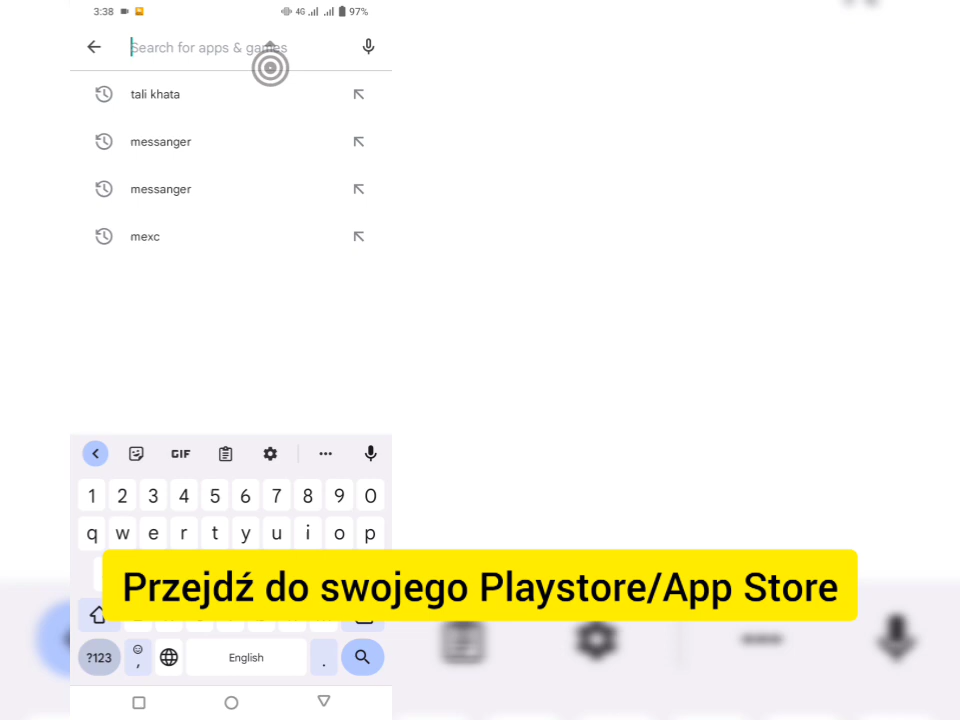 3:38 4G 97%
Search for apps & games
tali khata
messanger
messanger
mexc
GIF
1 2 3 4 5 6 7 8 9 0
q w e r t y u i o p
Przejdź do swojego Playstore/App Store
?123 , English .